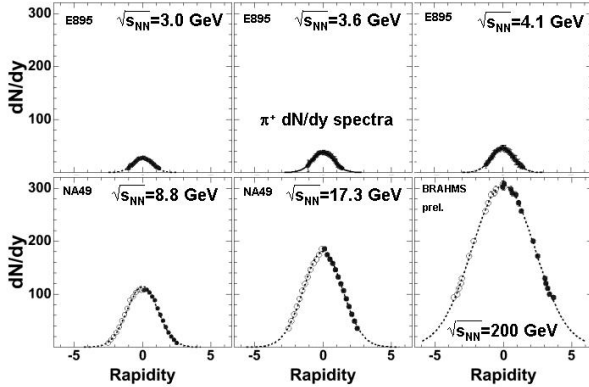 300
200
100
dN/dy
E895 √sNN=3.0 GeV
E895 √sNN=3.6 GeV
π+ dN/dy spectra
E895 √sNN=4.1 GeV
300
200
100
dN/dy
NA49 √sNN=8.8 GeV
NA49 √sNN=17.3 GeV
BRAHMS
prel.
√sNN=200 GeV
-5 0 5
-5 0 5
-5 0 5
Rapidity
Rapidity
Rapidity